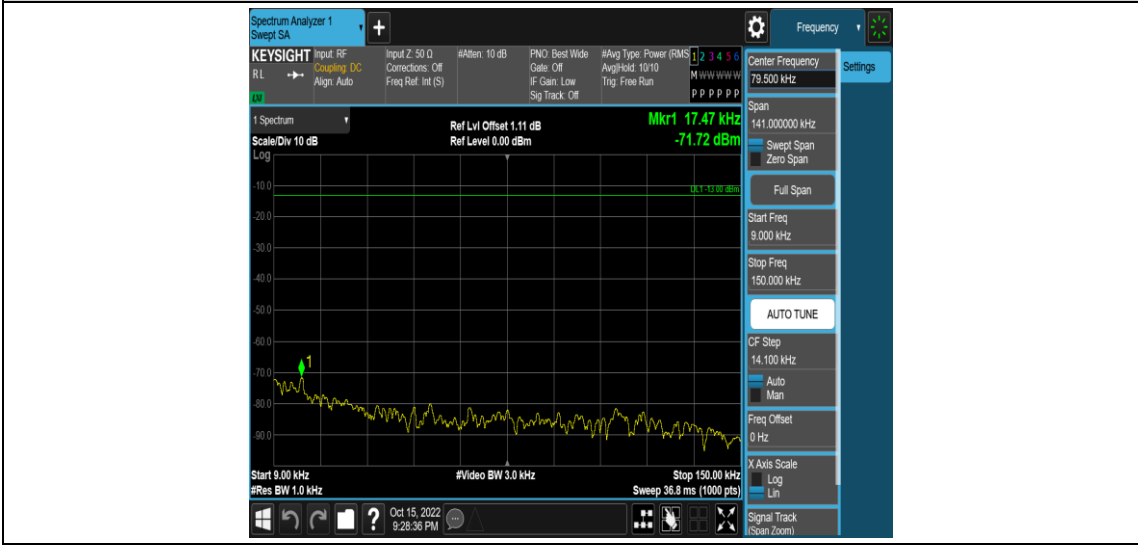 Spectrum Analyzer 1
Swept SA
+
Frequency
KEYSIGHT
RL
LM
Input: RF
Coupling: DC
Align: Auto
Input Z: 50 Ω
Corrections: Off
Freq Ref: Int (S)
#Atten: 10 dB
PNO: Best Wide
Gate: Off
IF Gain: Low
Sig Track: Off
#Avg Type: Power (RMS
Avg|Hold: 10/10
Trig: Free Run
1 2 3 4 5 6
M W W W W W
P P P P P P
1 Spectrum
Scale/Div 10 dB
Log
Ref Lvl Offset 1.11 dB
Ref Level 0.00 dBm
Mkr1 17.47 kHz
-71.72 dBm
DL1 -13.00 dBm
-10.0
-20.0
-30.0
-40.0
-50.0
-60.0
-70.0
-80.0
-90.0
1
Start 9.00 kHz
#Res BW 1.0 kHz
#Video BW 3.0 kHz
Stop 150.00 kHz
Sweep 36.8 ms (1000 pts)
?
Oct 15, 2022
9:28:36 PM
Center Frequency
79.500 kHz
Settings
Span
141.000000 kHz
Swept Span
Zero Span
Full Span
Start Freq
9.000 kHz
Stop Freq
150.000 kHz
AUTO TUNE
CF Step
14.100 kHz
Auto
Man
Freq Offset
0 Hz
X Axis Scale
Log
Lin
Signal Track
(Span Zoom)